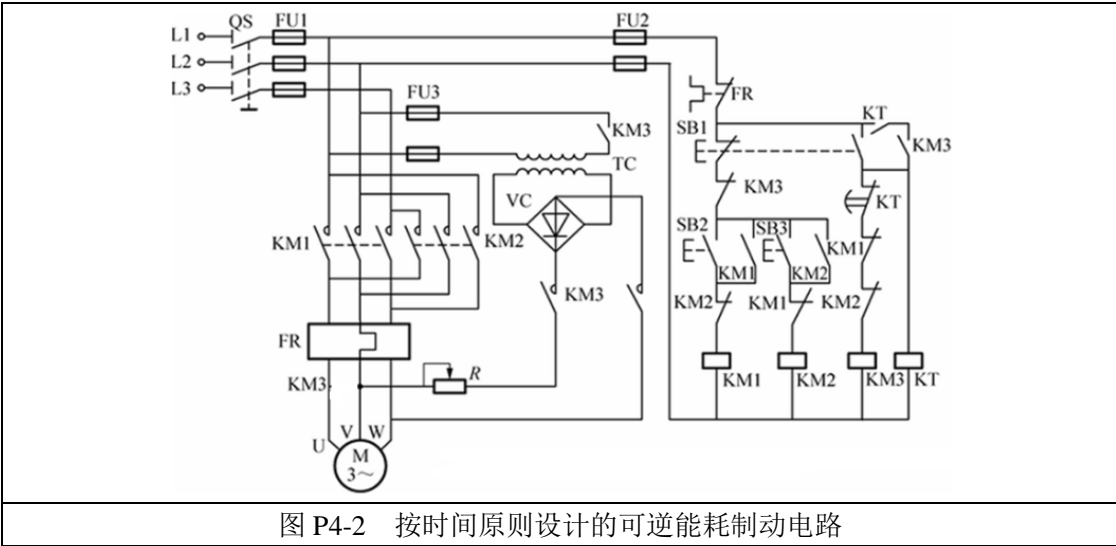 QS FU1 FU2
L1
L2
L3
FU3
FR
KT
SB1
KM3
KM3
TC
VC
KM3
KT
SB2
SB3
KM1
KM2
KM1
KM2
KM1
KM3
KM2
KM1
KM2
FR
KM3
R
KM1
KM2
KM3
KT
U
V
W
M
3~
图 P4-2 按时间原则设计的可逆能耗制动电路